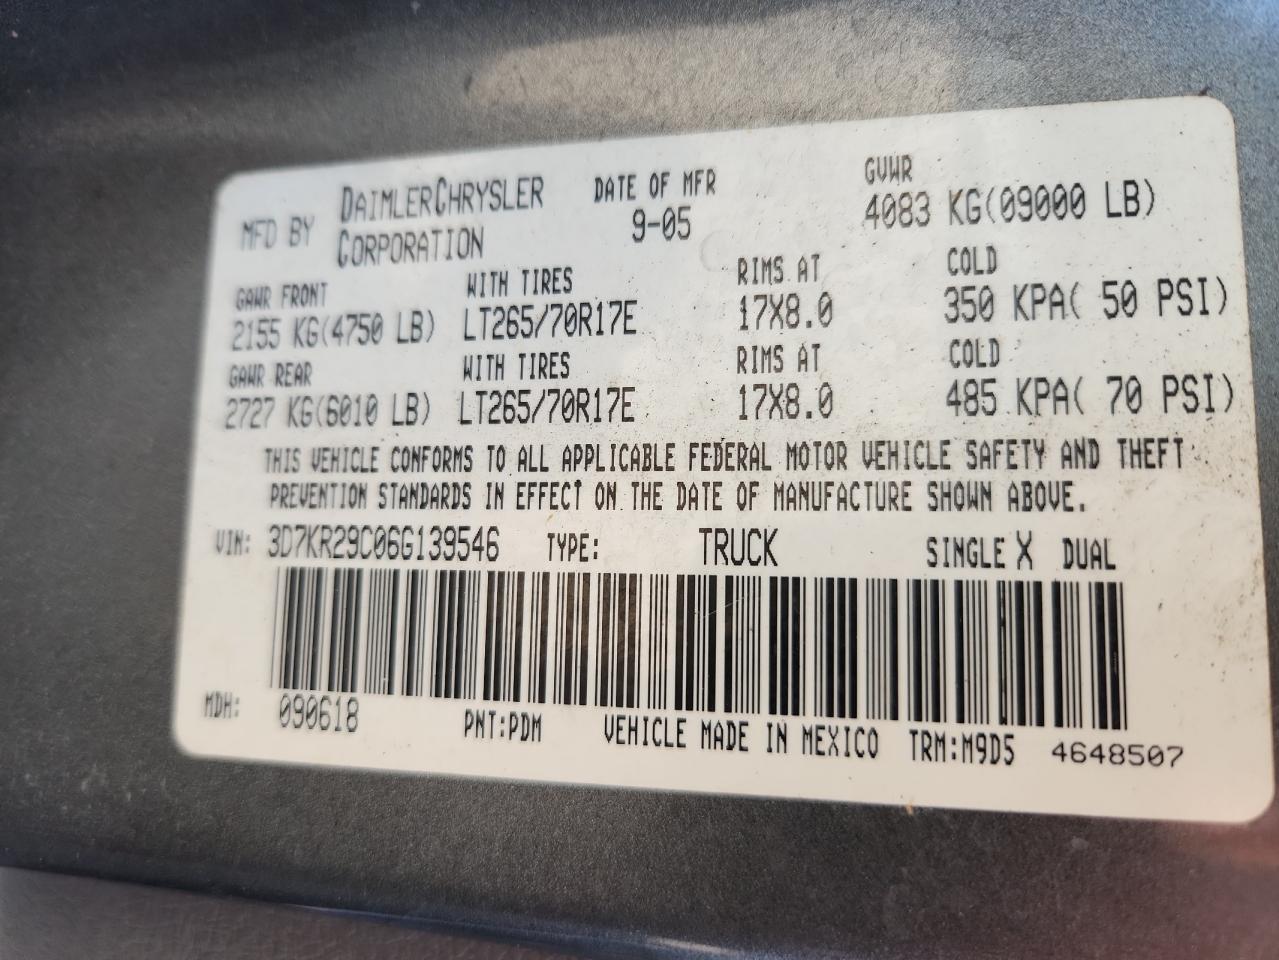 MFD BY DAIMLERCHRYSLER CORPORATION DATE OF MFR 9-05 GVWR 4083 KG(09000 LB)
GAWR FRONT WITH TIRES RIMS AT COLD
2155 KG(4750 LB) LT265/70R17E 17X8.0 350 KPA( 50 PSI)
GAWR REAR WITH TIRES RIMS AT COLD
2727 KG(6010 LB) LT265/70R17E 17X8.0 485 KPA( 70 PSI)
THIS VEHICLE CONFORMS TO ALL APPLICABLE FEDERAL MOTOR VEHICLE SAFETY AND THEFT
PREVENTION STANDARDS IN EFFECT ON THE DATE OF MANUFACTURE SHOWN ABOVE.
VIN: 3D7KR29C06G139546 TYPE: TRUCK SINGLE X DUAL
MDH: 090618 PNT:PDM VEHICLE MADE IN MEXICO TRM:M9D5 4648507